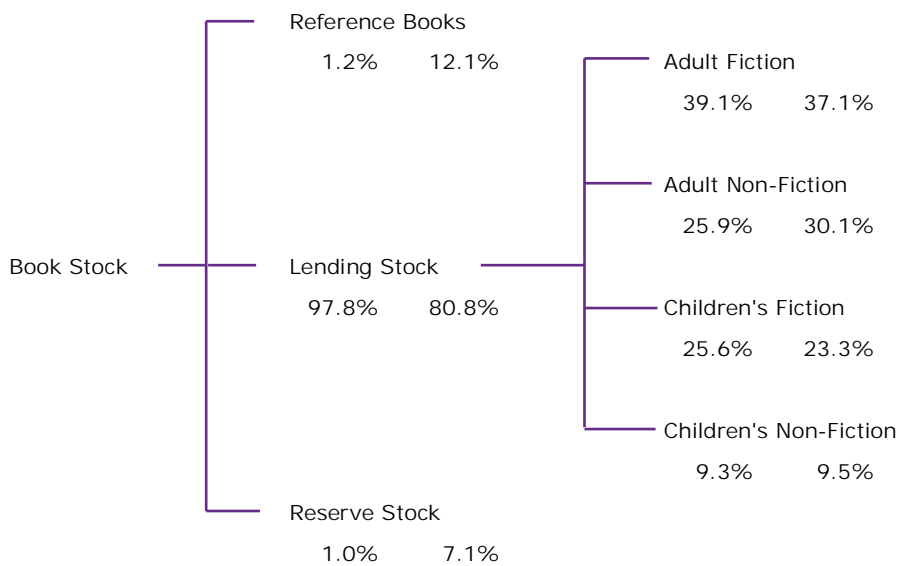 Reference Books
1.2% 12.1%
Adult Fiction
39.1% 37.1%
Adult Non-Fiction
25.9% 30.1%
Book Stock
Lending Stock
97.8% 80.8%
Children's Fiction
25.6% 23.3%
Children's Non-Fiction
9.3% 9.5%
Reserve Stock
1.0% 7.1%